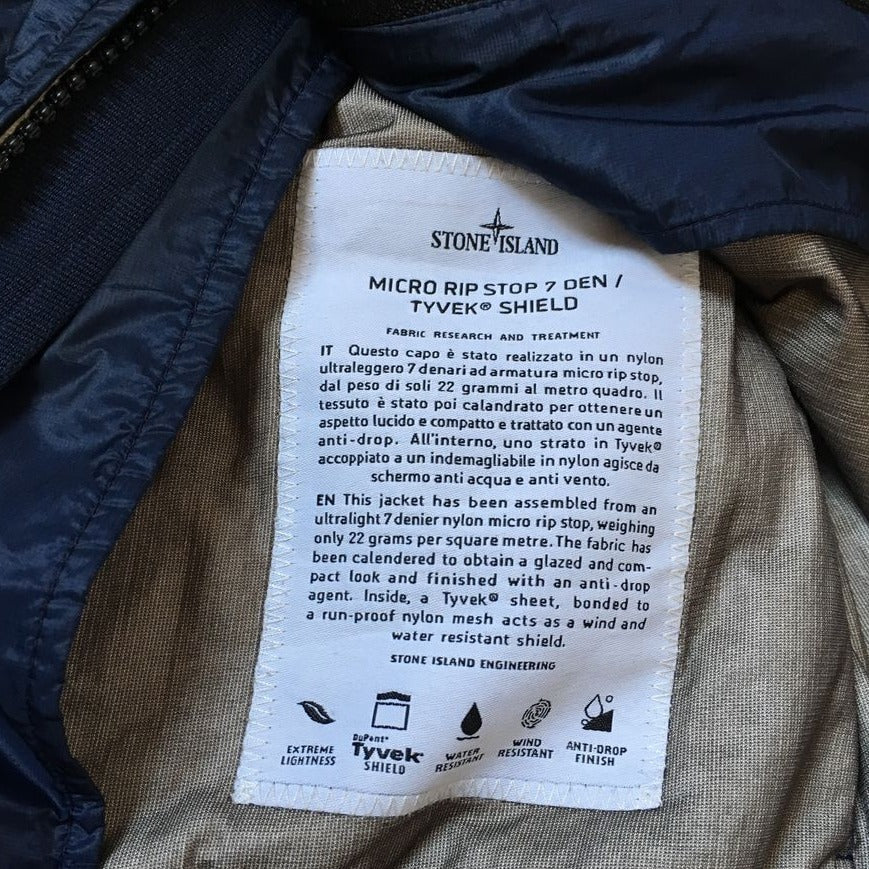 STONE ISLAND
MICRO RIP STOP 7 DEN /
TYVEK® SHIELD
FABRIC RESEARCH AND TREATMENT
IT Questo capo è stato realizzato in un nylon
ultraleggero 7 denari ad armatura micro rip stop,
dal peso di soli 22 grammi al metro quadro. Il
tessuto è stato poi calandrato per ottenere un
aspetto lucido e compatto e trattato con un agente
anti-drop. All'interno, uno strato in Tyvek®
accoppiato a un indemagliabile in nylon agisce da
schermo anti acqua e anti vento.
EN This jacket has been assembled from an
ultralight 7 denier nylon micro rip stop, weighing
only 22 grams per square metre. The fabric has
been calendered to obtain a glazed and com-
pact look and finished with an anti-drop
agent. Inside, a Tyvek® sheet, bonded to
a run-proof nylon mesh acts as a wind and
water resistant shield.
STONE ISLAND ENGINEERING
EXTREME
LIGHTNESS
DuPont™
Tyvek
SHIELD
WATER
RESISTANT
WIND
RESISTANT
ANTI-DROP
FINISH